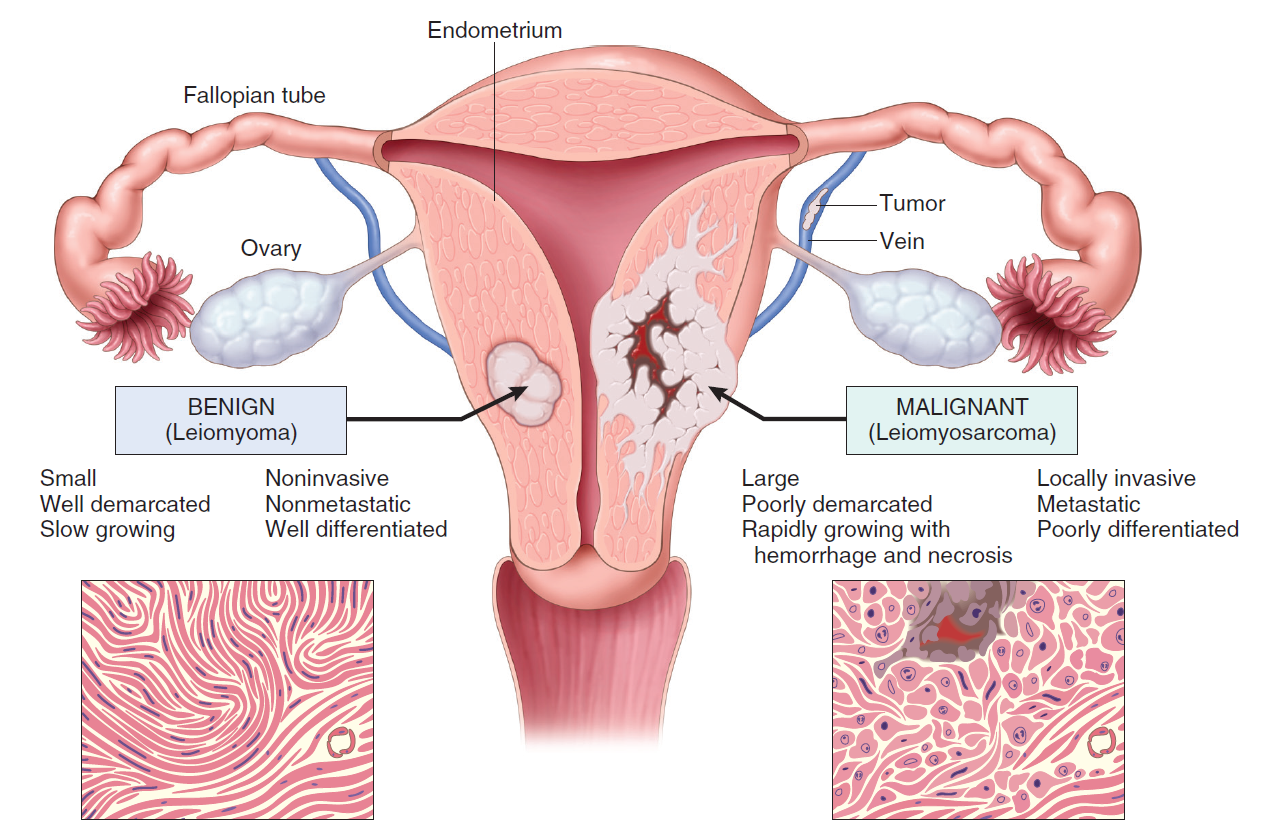 Endometrium
Fallopian tube
Tumor
Ovary
Vein
BENIGN
(Leiomyoma)
MALIGNANT
(Leiomyosarcoma)
Small
Well demarcated
Slow growing
Noninvasive
Nonmetastatic
Well differentiated
Large
Poorly demarcated
Rapidly growing with
hemorrhage and necrosis
Locally invasive
Metastatic
Poorly differentiated